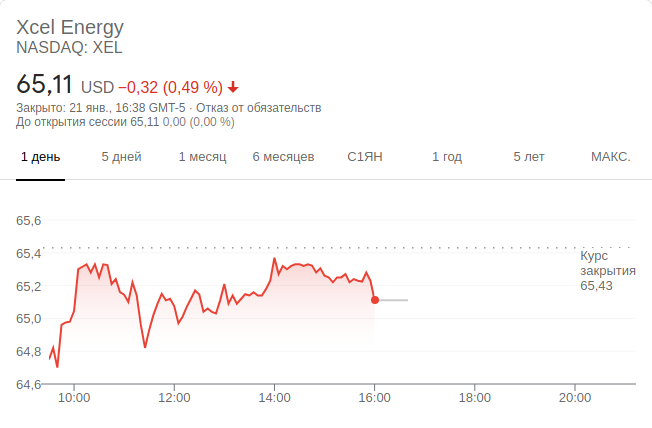 Xcel Energy
NASDAQ: XEL
65,11 USD −0,32 (0,49 %)
Закрыто: 21 янв., 16:38 GMT-5 · Отказ от обязательств
До открытия сессии 65,11 0,00 (0,00 %)
1 день 5 дней 1 месяц 6 месяцев С1ЯН 1 год 5 лет МАКС.
65,6
65,4
Курс
закрытия
65,43
65,2
65,0
64,8
64,6
10:00 12:00 14:00 16:00 18:00 20:00